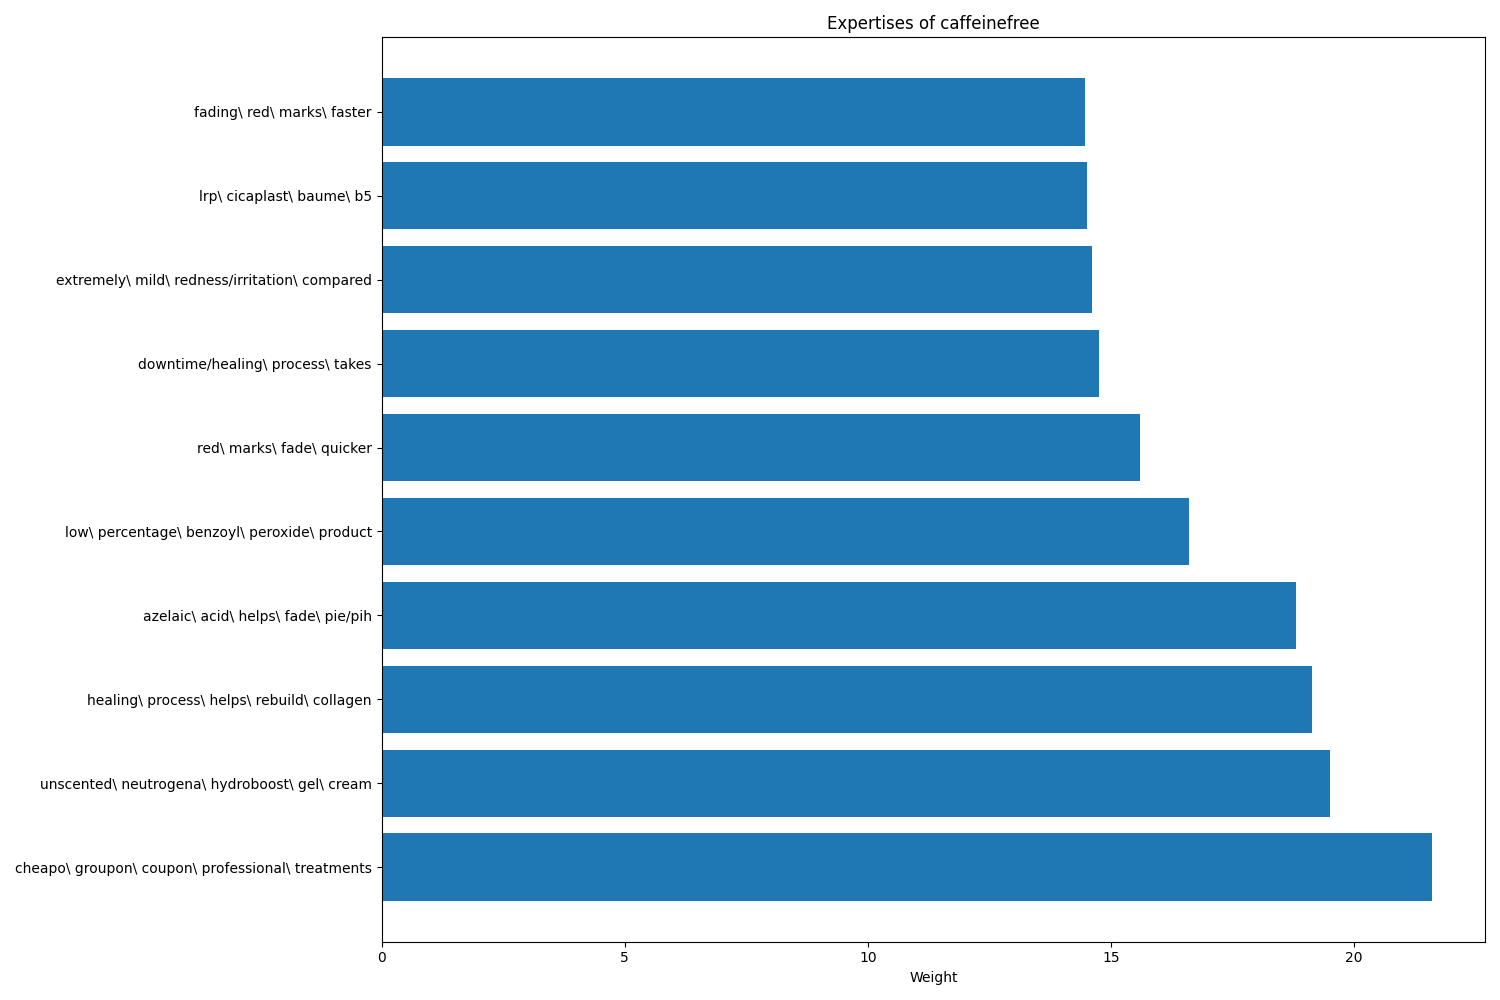 Expertises of caffeinefree
fading\ red\ marks\ faster
lrp\ cicaplast\ baume\ b5
extremely\ mild\ redness/irritation\ compared
downtime/healing\ process\ takes
red\ marks\ fade\ quicker
low\ percentage\ benzoyl\ peroxide\ product
azelaic\ acid\ helps\ fade\ pie/pih
healing\ process\ helps\ rebuild\ collagen
unscented\ neutrogena\ hydroboost\ gel\ cream
cheapo\ groupon\ coupon\ professional\ treatments
0 5 10 15 20
Weight